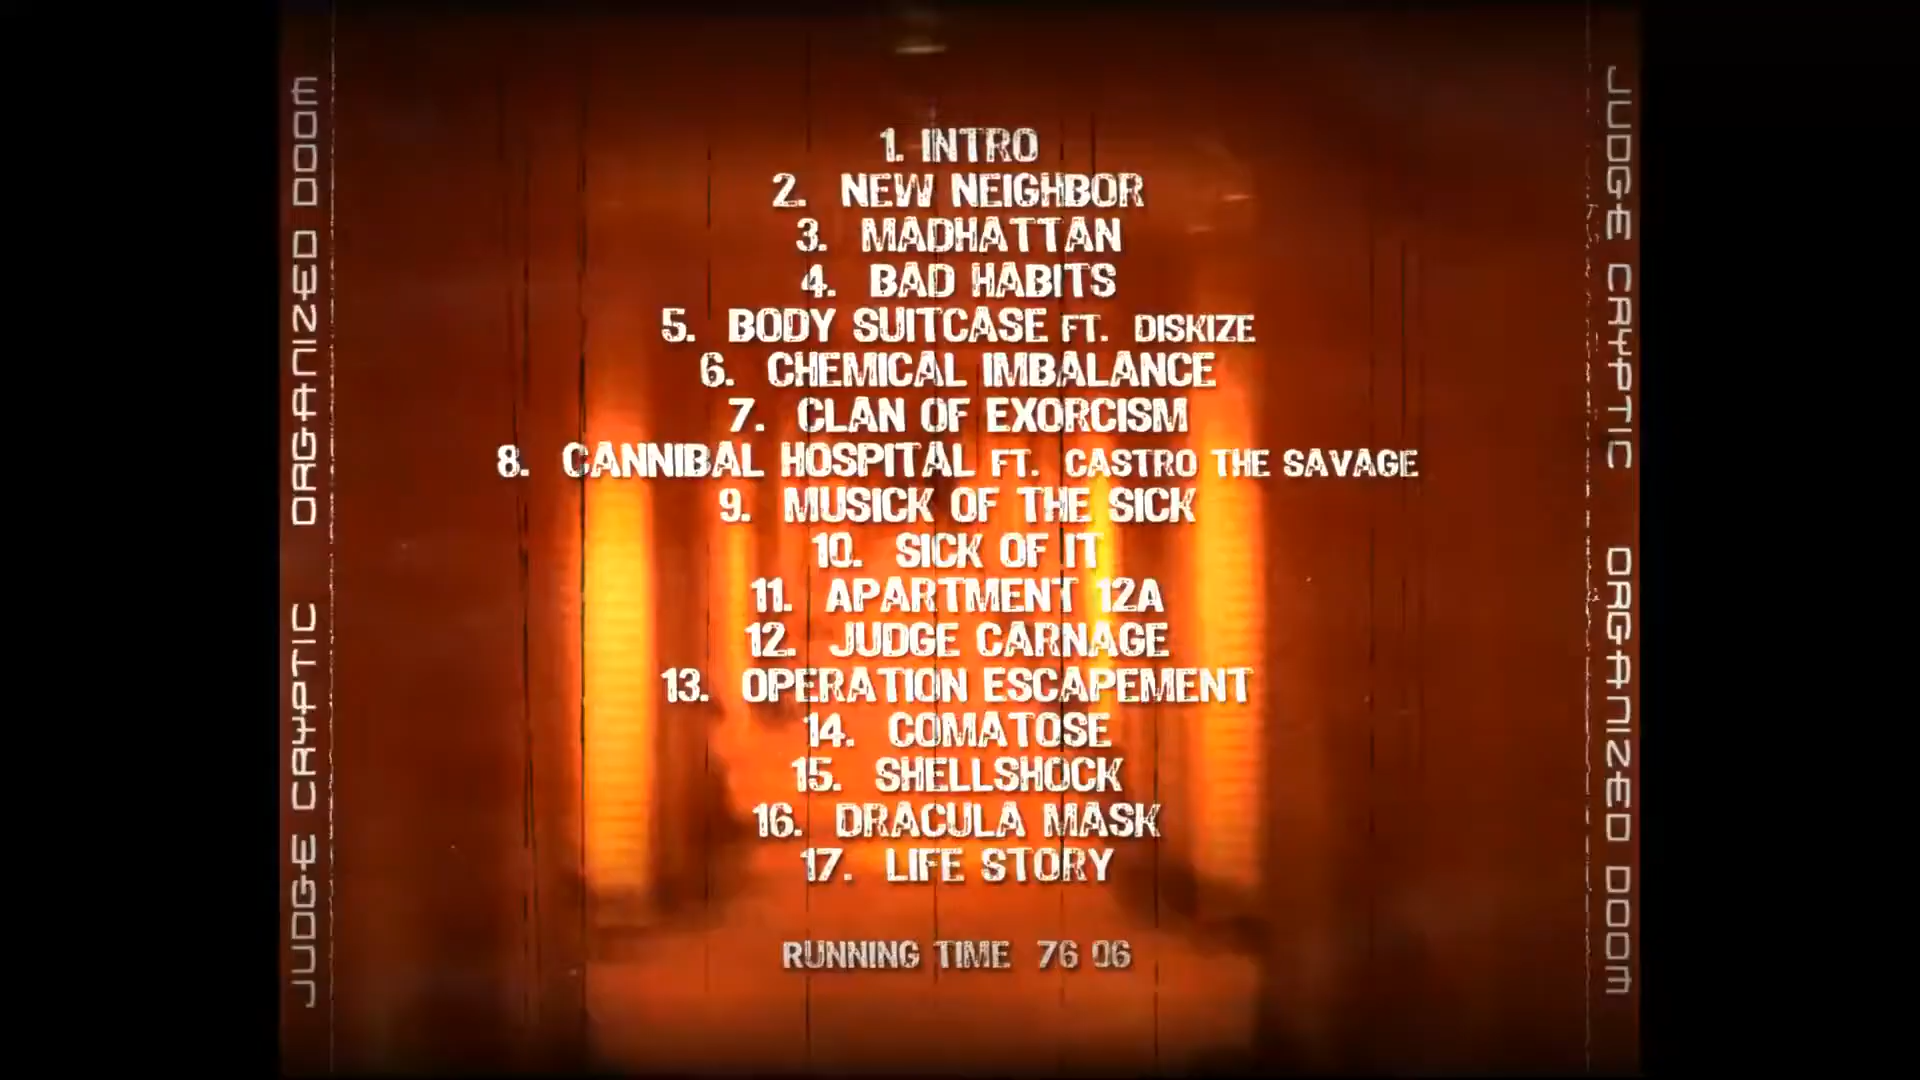 JUDGE CRYPTIC ORGANIZED DOOM
1. INTRO
2. NEW NEIGHBOR
3. MADHATTAN
4. BAD HABITS
5. BODY SUITCASE FT. DISKIZE
6. CHEMICAL IMBALANCE
7. CLAN OF EXORCISM
8. CANNIBAL HOSPITAL FT. CASTRO THE SAVAGE
9. MUSICK OF THE SICK
10. SICK OF IT
11. APARTMENT 12A
12. JUDGE CARNAGE
13. OPERATION ESCAPEMENT
14. COMATOSE
15. SHELLSHOCK
16. DRACULA MASK
17. LIFE STORY
RUNNING TIME 76 06
JUDGE CRYPTIC ORGANIZED DOOM